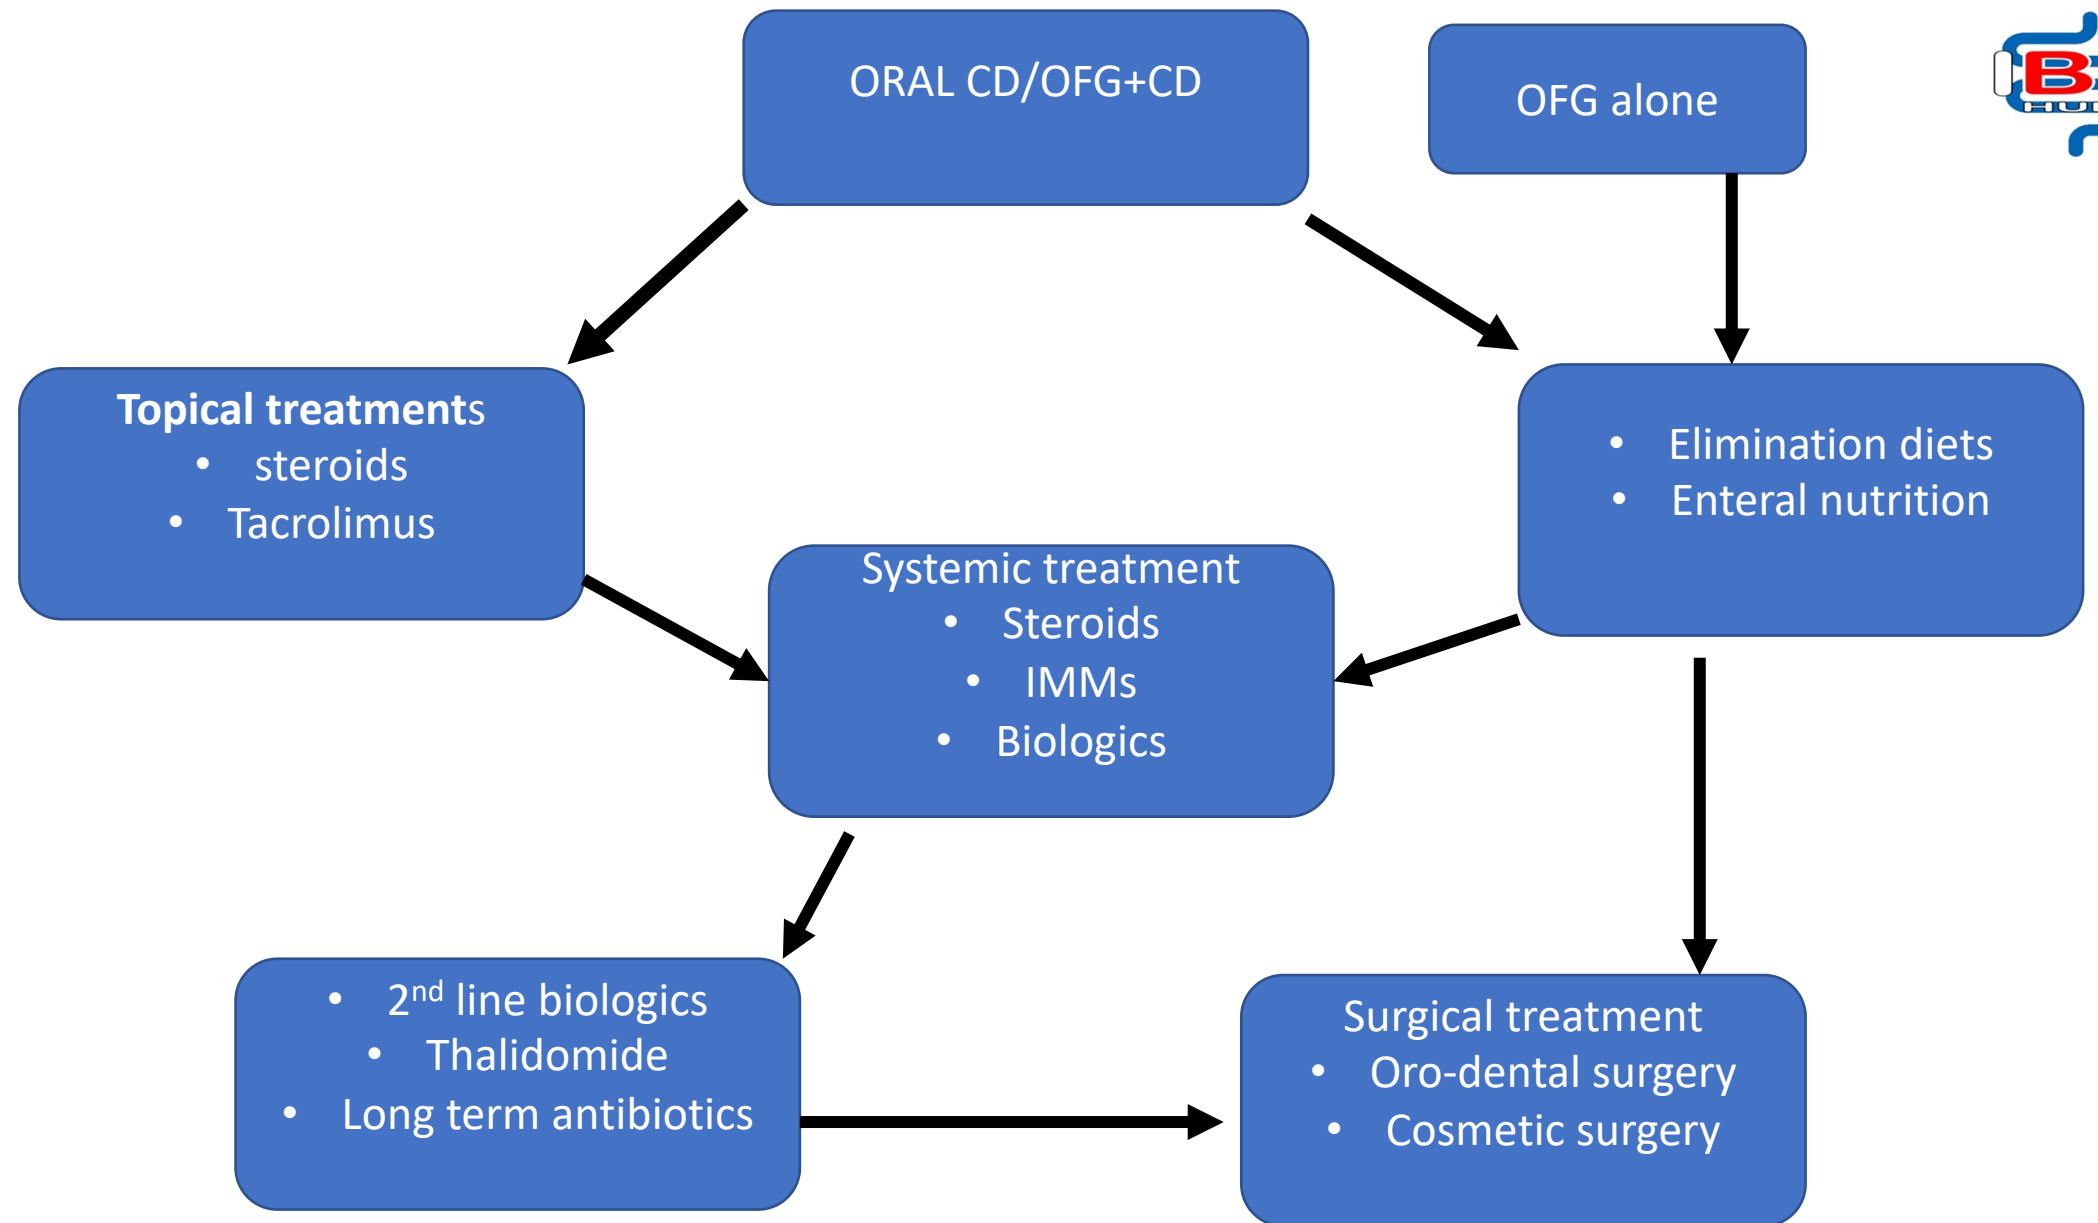 ORAL CD/OFG+CD
OFG alone
B
Topical treatments
• steroids
• Tacrolimus
• Elimination diets
• Enteral nutrition
Systemic treatment
• Steroids
• IMMs
• Biologics
• 2nd line biologics
• Thalidomide
• Long term antibiotics
Surgical treatment
• Oro-dental surgery
• Cosmetic surgery